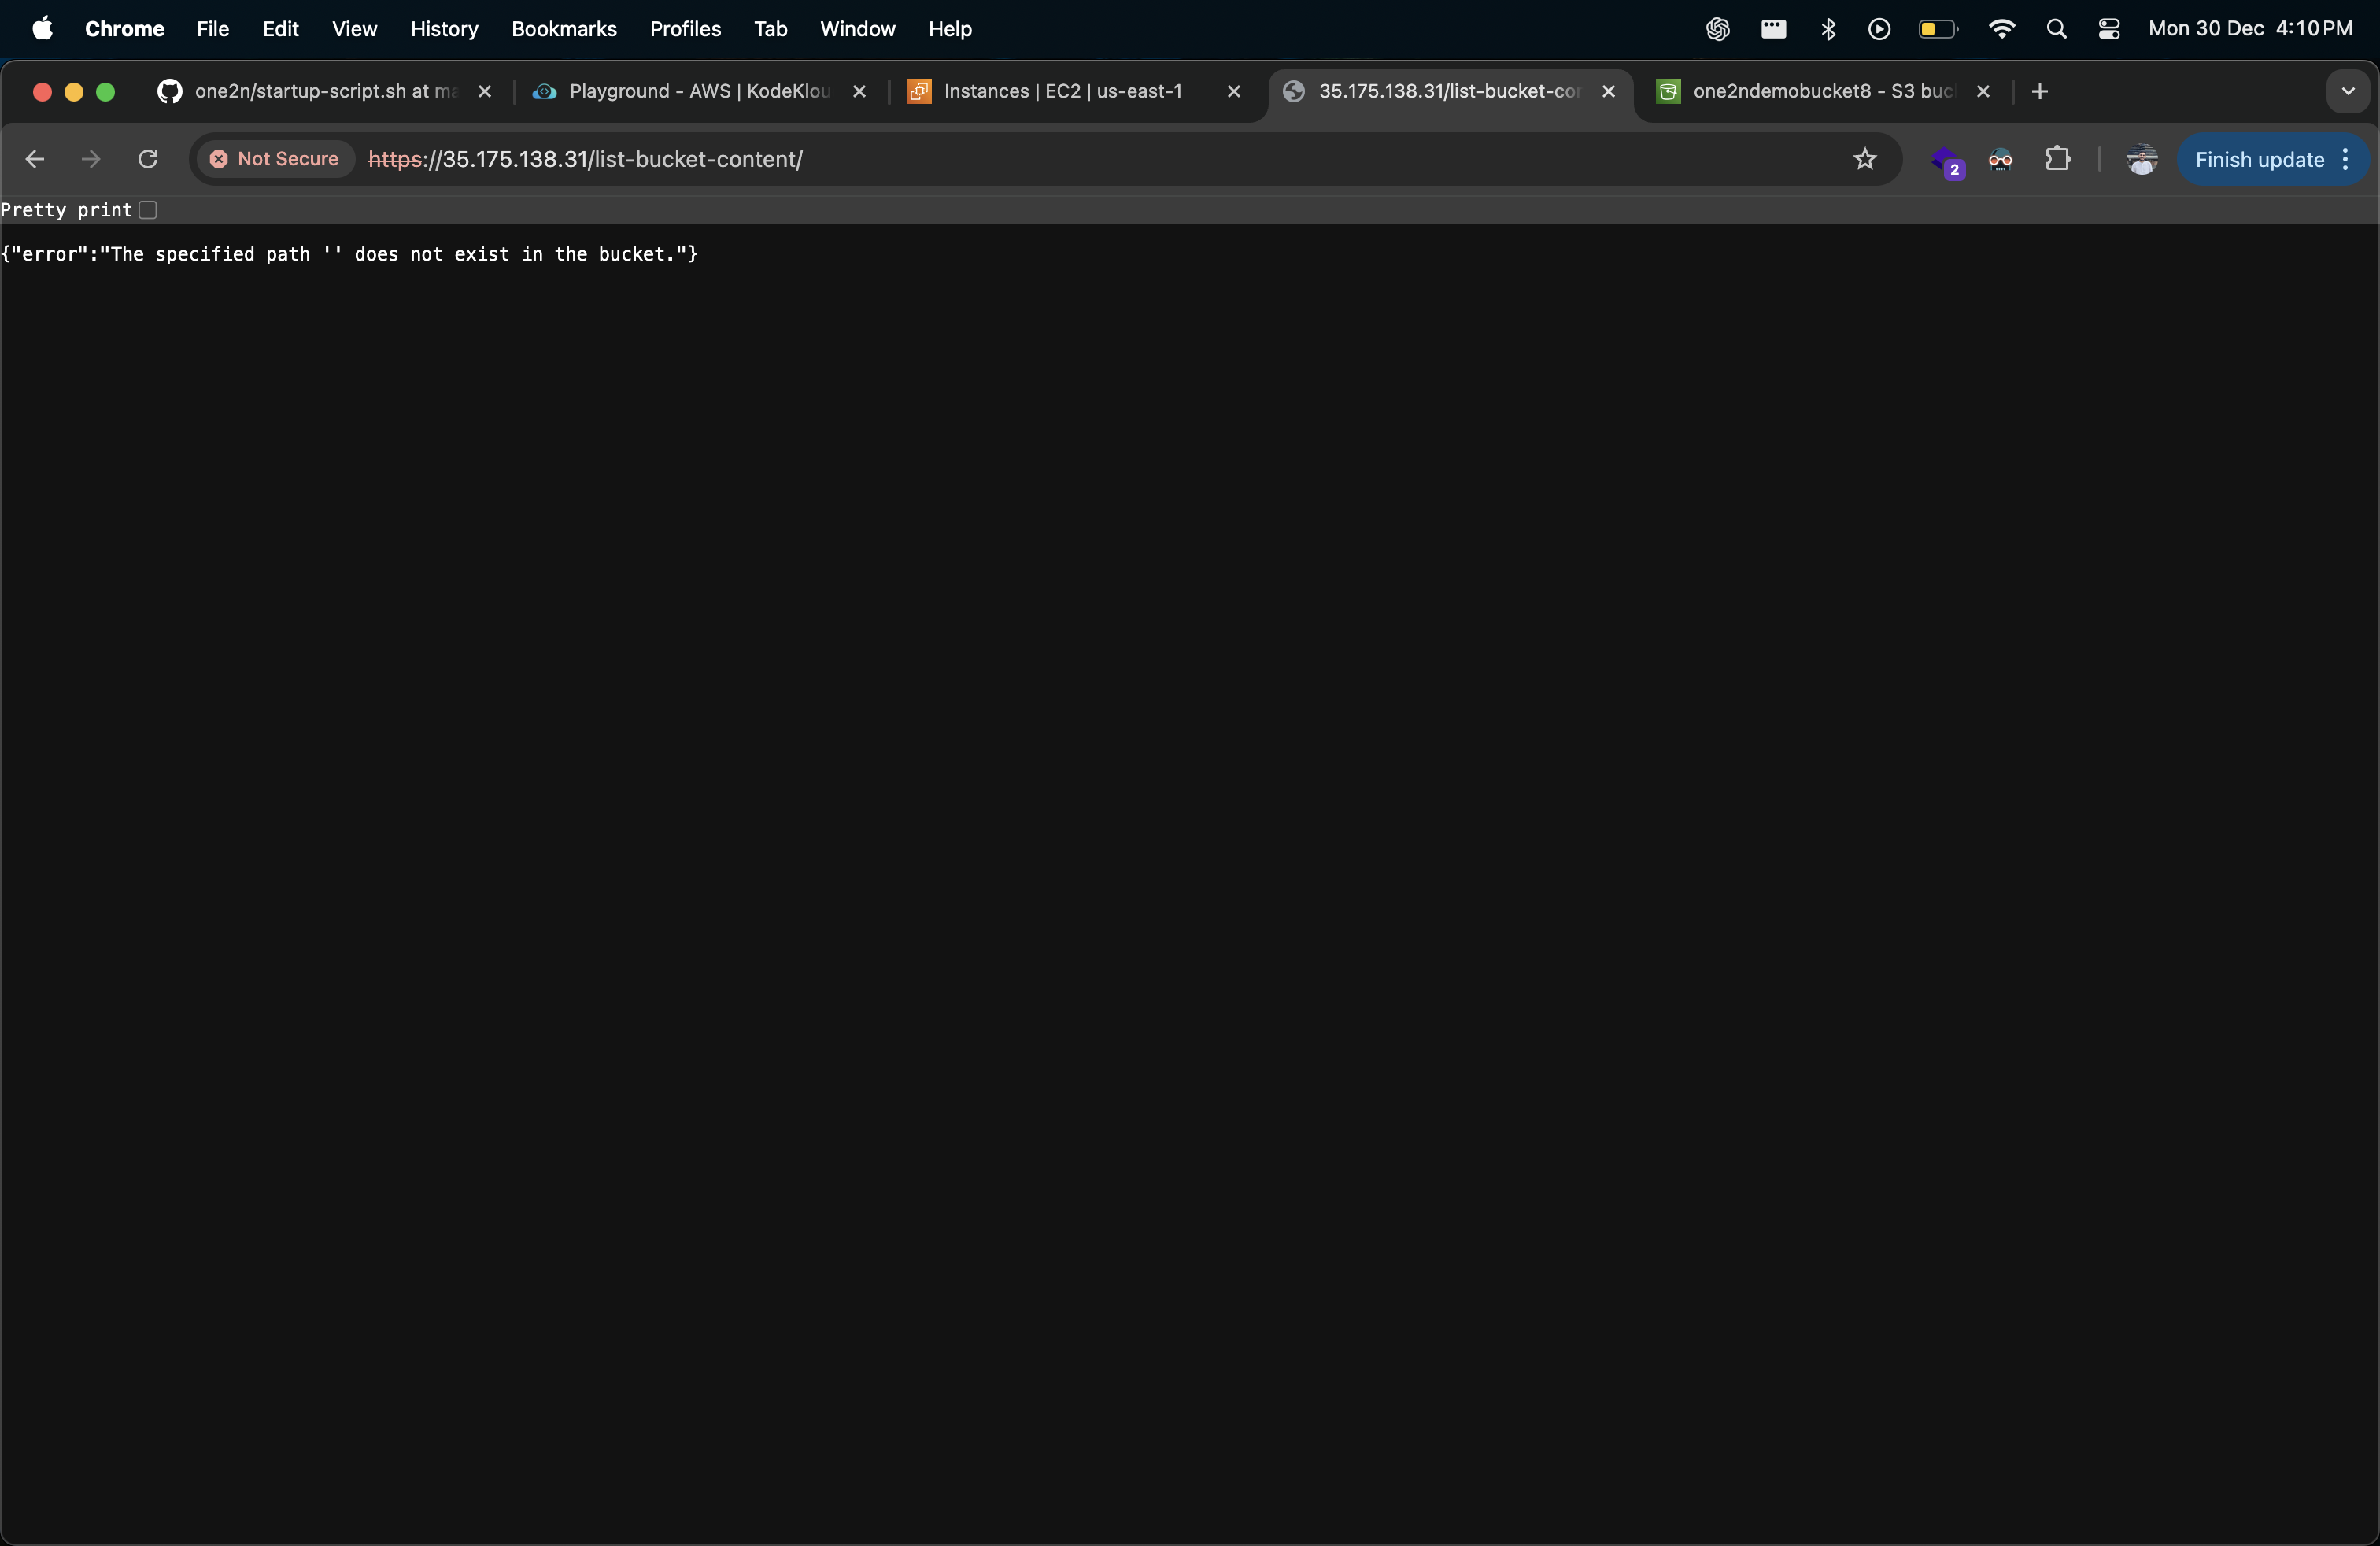 Chrome File Edit View History Bookmarks Profiles Tab Window Help Mon 30 Dec 4:10 PM
one2n/startup-script.sh at ma Playground - AWS | KodeKlou Instances | EC2 | us-east-1 35.175.138.31/list-bucket-cor one2ndemobucket8 - S3 buc
Not Secure https://35.175.138.31/list-bucket-content/ 2 Finish update
Pretty print
{"error":"The specified path '' does not exist in the bucket."}